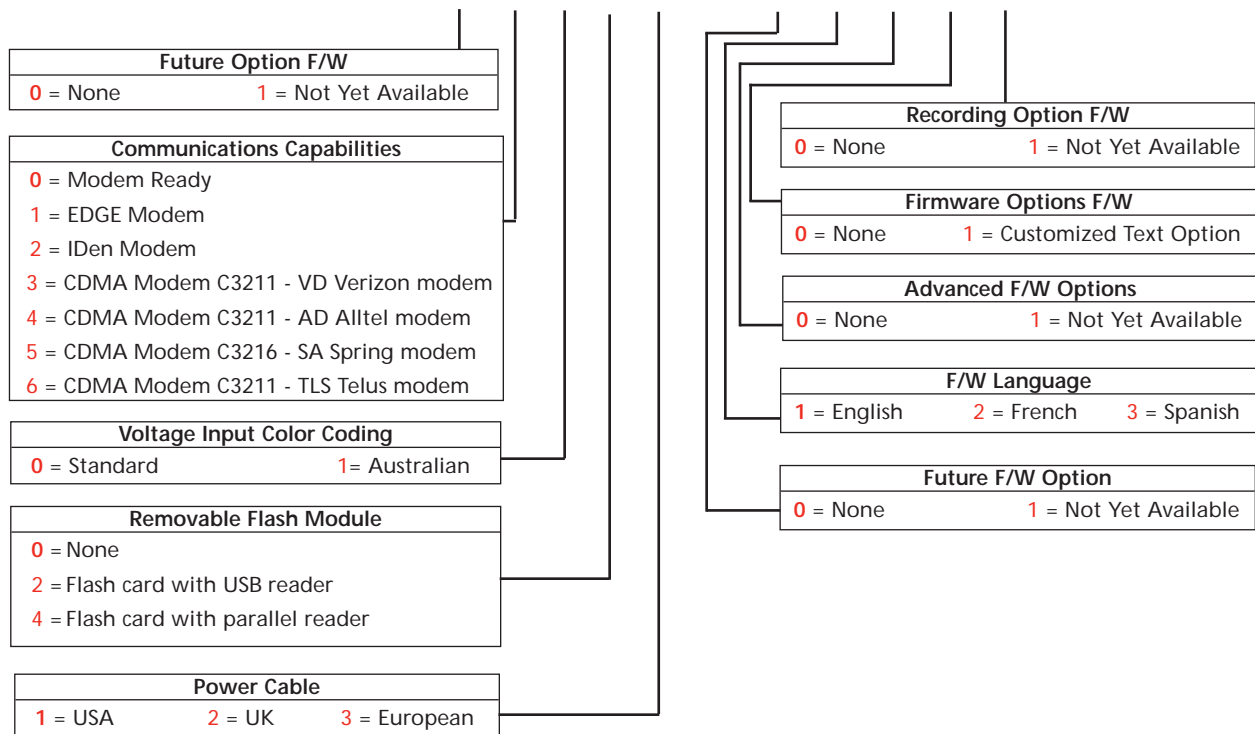 Future Option F/W
0 = None 1 = Not Yet Available
Communications Capabilities
0 = Modem Ready
1 = EDGE Modem
2 = IDen Modem
3 = CDMA Modem C3211 - VD Verizon modem
4 = CDMA Modem C3211 - AD Alltel modem
5 = CDMA Modem C3216 - SA Spring modem
6 = CDMA Modem C3211 - TLS Telus modem
Voltage Input Color Coding
0 = Standard 1= Australian
Removable Flash Module
0 = None
2 = Flash card with USB reader
4 = Flash card with parallel reader
Power Cable
1 = USA 2 = UK 3 = European
Recording Option F/W
0 = None 1 = Not Yet Available
Firmware Options F/W
0 = None 1 = Customized Text Option
Advanced F/W Options
0 = None 1 = Not Yet Available
F/W Language
1 = English 2 = French 3 = Spanish
Future F/W Option
0 = None 1 = Not Yet Available